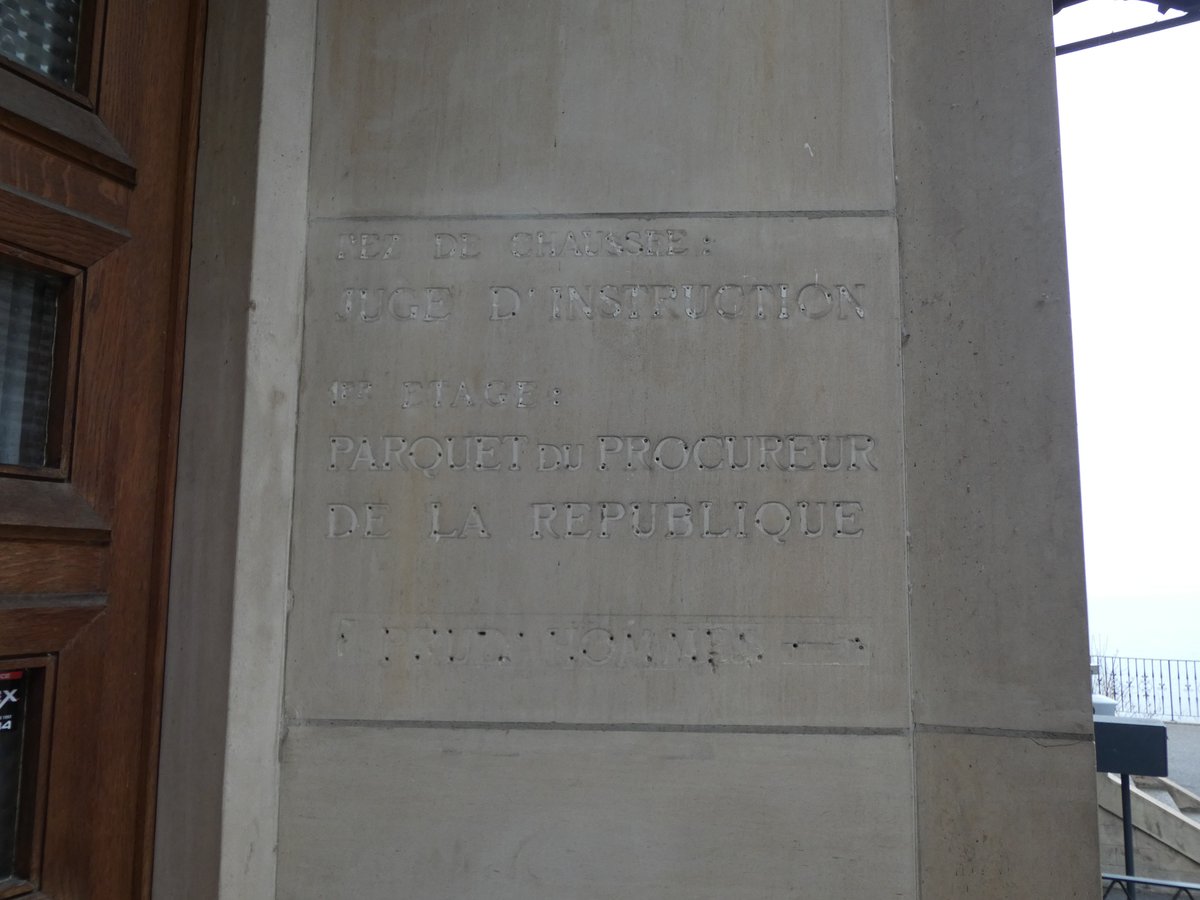 REZ DE CHAUSSEE :
JUGE D'INSTRUCTION
1ER ETAGE :
PARQUET DU PROCUREUR
DE LA REPUBLIQUE
PRUD'HOMMES